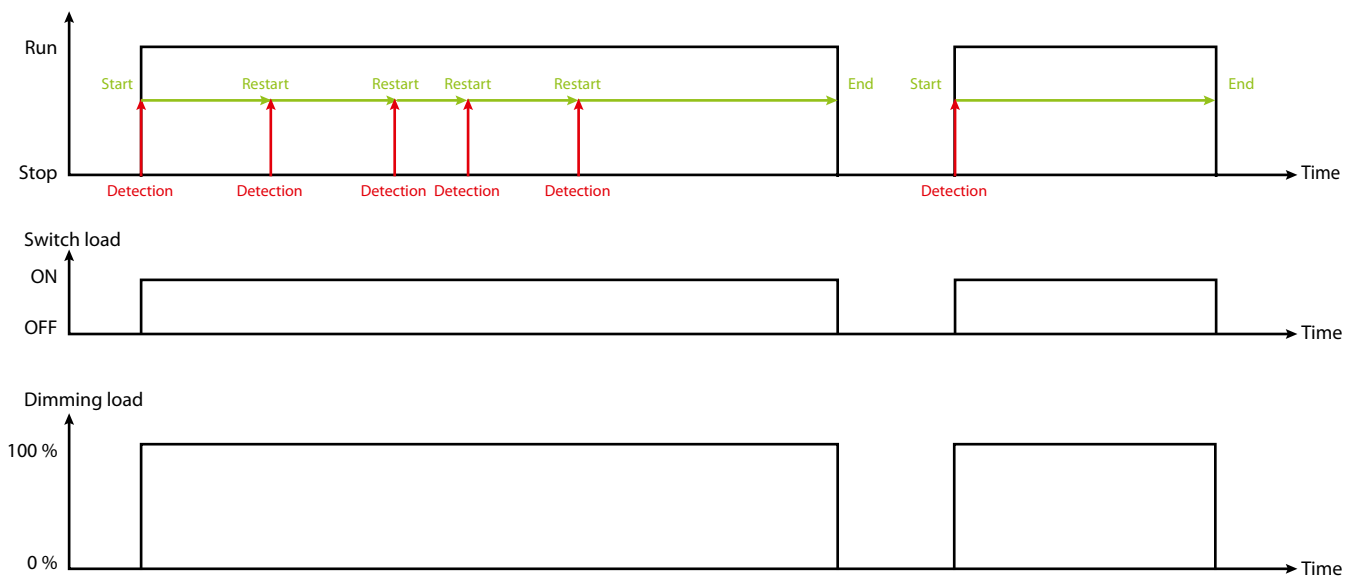 Run
Start Restart Restart Restart Restart End Start End
Stop
Time
Detection Detection Detection Detection Detection Detection
Switch load
ON
OFF
Time
Dimming load
100 %
0 %
Time